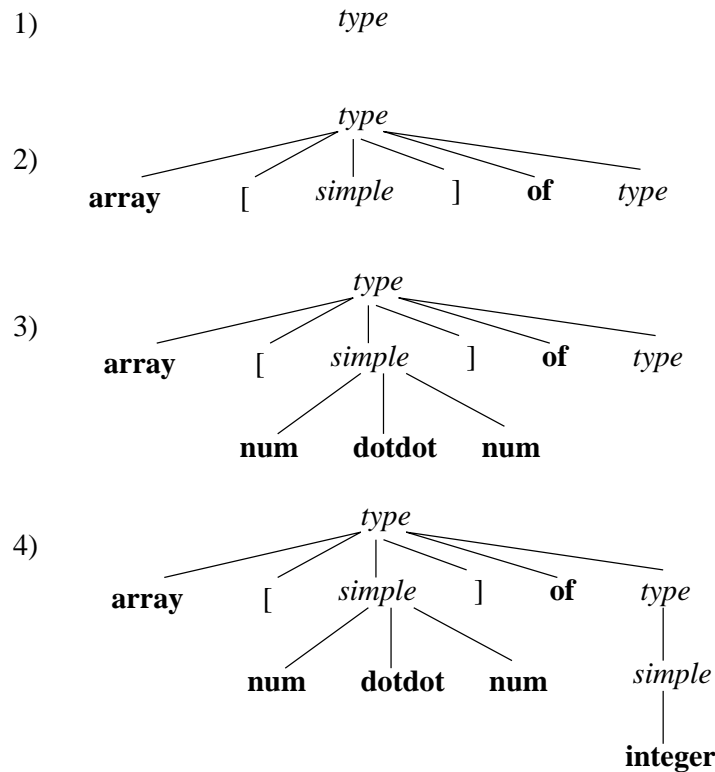 1) type
type
2)
array [ simple ] of type
type
3)
array [ simple ] of type
num dotdot num
type
4)
array [ simple ] of type
num dotdot num simple
integer